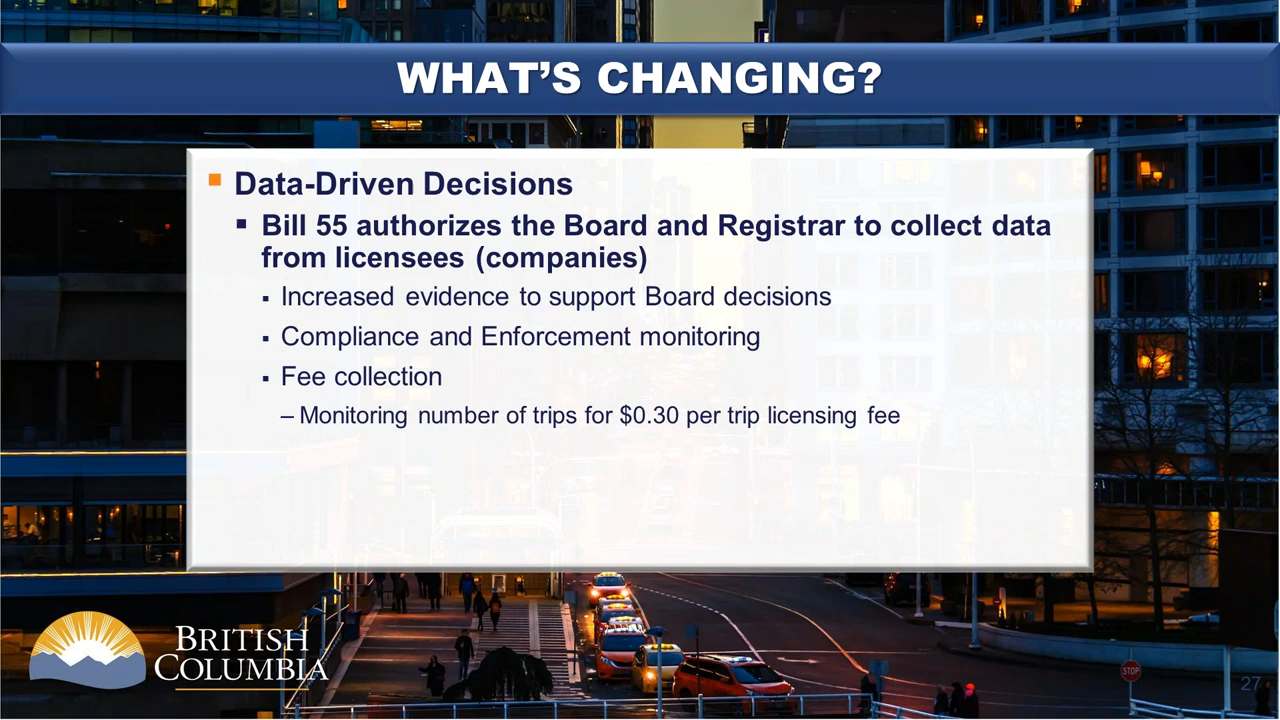 WHAT'S CHANGING?
Data-Driven Decisions
Bill 55 authorizes the Board and Registrar to collect data
from licensees (companies)
Increased evidence to support Board decisions
Compliance and Enforcement monitoring
Fee collection
– Monitoring number of trips for $0.30 per trip licensing fee
BRITISH
COLUMBIA
STOP
27